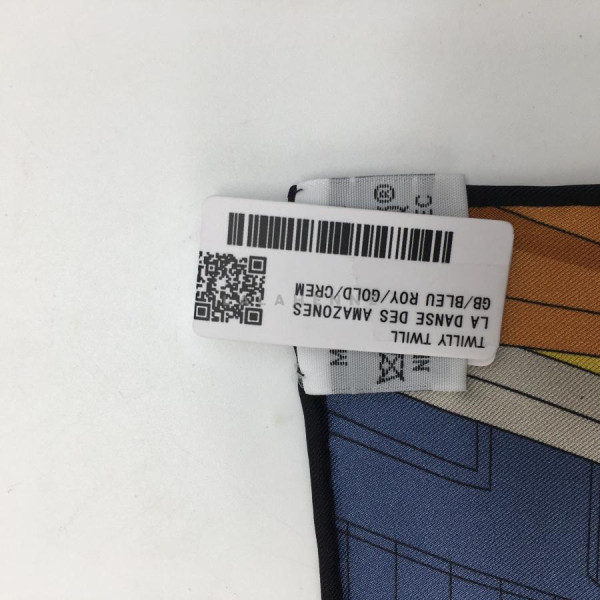 TWILLY TWILL
LA DANSE DES AMAZONES
GB/BLEU ROY/GOLD/CREM